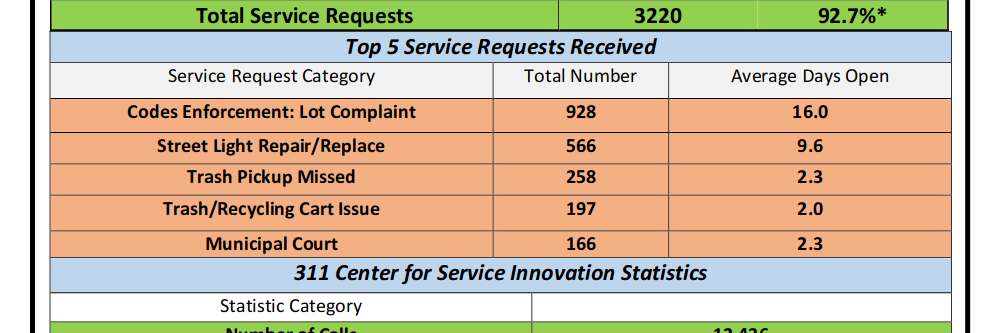 Total Service Requests 3220 92.7%*
Top 5 Service Requests Received
Service Request Category Total Number Average Days Open
Codes Enforcement: Lot Complaint 928 16.0
Street Light Repair/Replace 566 9.6
Trash Pickup Missed 258 2.3
Trash/Recycling Cart Issue 197 2.0
Municipal Court 166 2.3
311 Center for Service Innovation Statistics
Statistic Category
Number of Calls